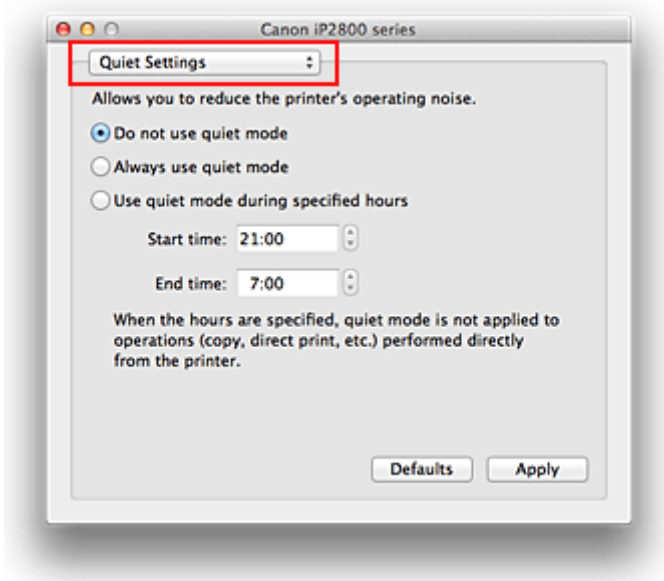 Canon iP2800 series
Quiet Settings
Allows you to reduce the printer's operating noise.
Do not use quiet mode
Always use quiet mode
Use quiet mode during specified hours
Start time: 21:00
End time: 7:00
When the hours are specified, quiet mode is not applied to
operations (copy, direct print, etc.) performed directly
from the printer.
Defaults Apply